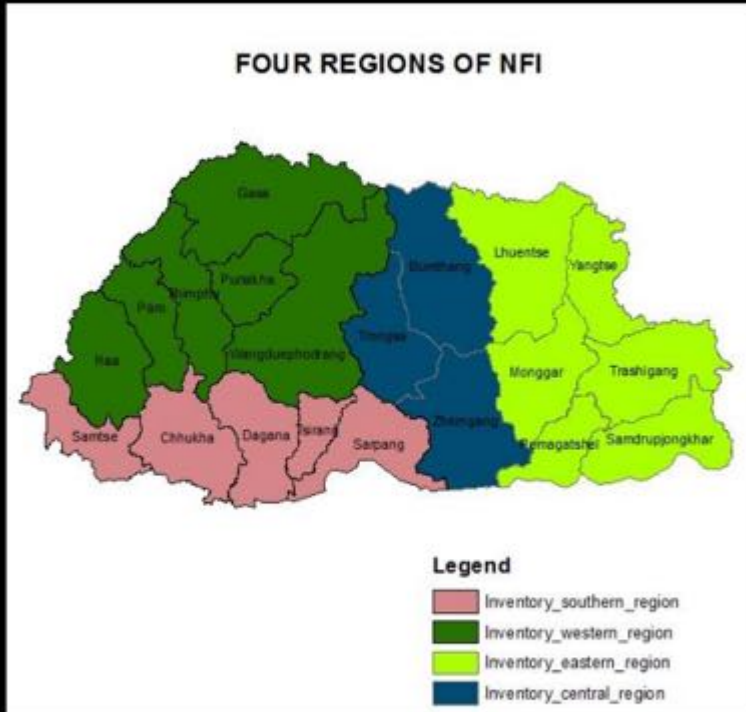 FOUR REGIONS OF NFI
Gasa
Bumthang
Lhuentse
Yangtse
Punakha
Thimphu
Paro
Trongsa
Wangduephodrang
Haa
Monggar
Trashigang
Zhemgang
Samtse
Chhukha
Dagana
Tsirang
Sarpang
Pemagatshel
Samdrupjongkhar
Legend
Inventory_southern_region
Inventory_western_region
Inventory_eastern_region
Inventory_central_region